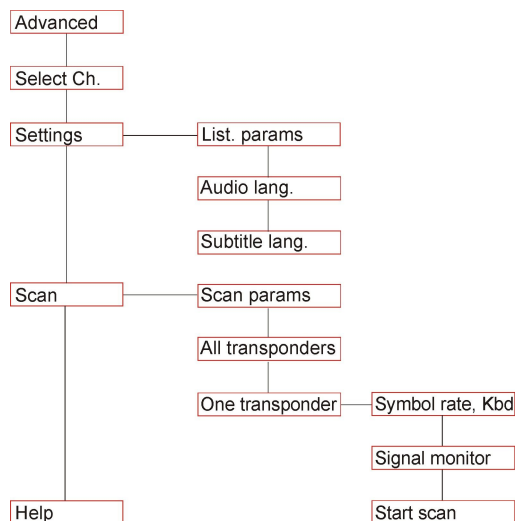 Advanced
Select Ch.
Settings
List. params
Audio lang.
Subtitle lang.
Scan
Scan params
All transponders
One transponder
Symbol rate, Kbd
Signal monitor
Help
Start scan